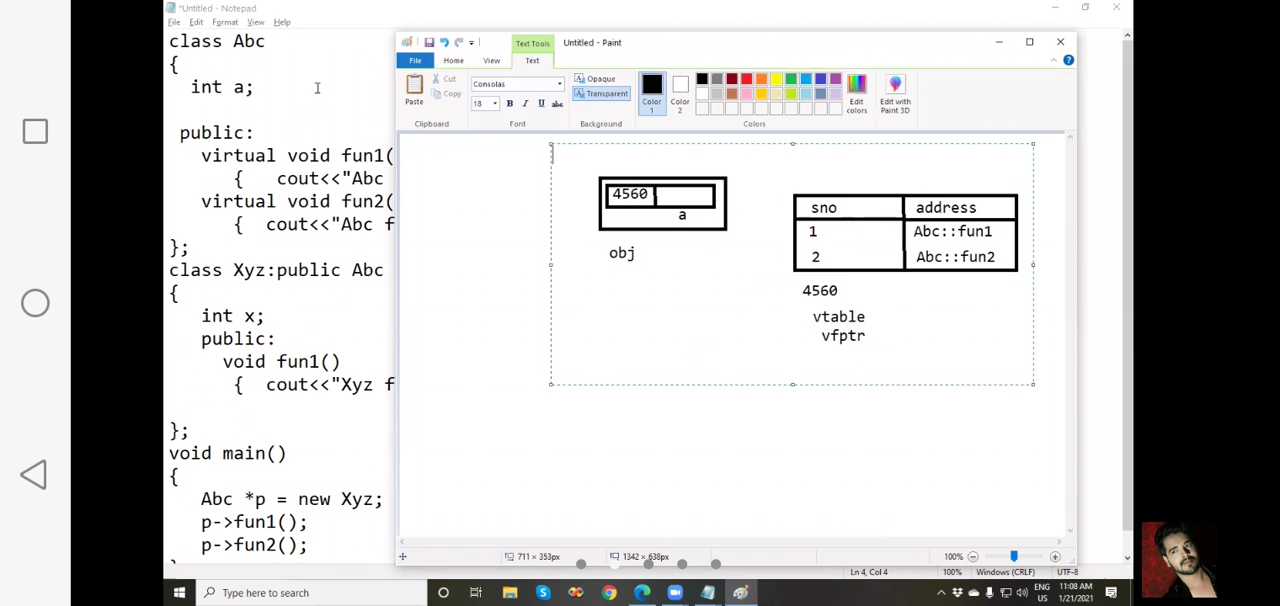 *Untitled - Notepad
File Edit Format View Help
class Abc
{
int a;
public:
virtual void fun1(
{ cout<<"Abc
virtual void fun2(
{ cout<<"Abc f
};
class Xyz:public Abc
{
int x;
public:
void fun1()
{ cout<<"Xyz f
};
void main()
{
Abc *p = new Xyz;
p->fun1();
p->fun2();
Text Tools
Untitled - Paint
File Home View Text
Paste
Cut
Copy
Clipboard
Consolas
18 B I U abc
Font
Opaque
Transparent
Background
Color 1
Color 2
Edit colors
Edit with Paint 3D
Colors
4560
a
obj
sno address
1 Abc::fun1
2 Abc::fun2
4560
vtable
vfptr
711 × 353px 1342 × 638px 100%
Ln 4, Col 4 100% Windows (CRLF) UTF-8
Type here to search
ENG US
11:08 AM
1/21/2021